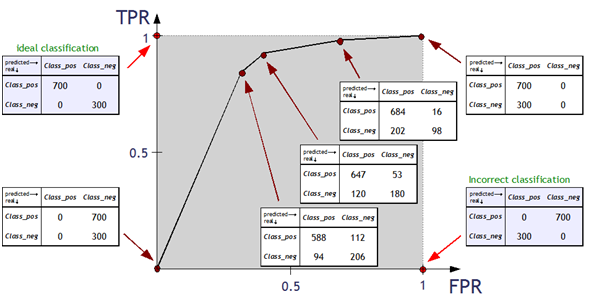 TPR
1
Ideal classification
predicted→ Class_pos Class_neg
real↓
Class_pos 700 0
Class_neg 0 300
predicted→ Class_pos Class_neg
real↓
Class_pos 700 0
Class_neg 300 0
predicted→ Class_pos Class_neg
real↓
Class_pos 684 16
Class_neg 202 98
0.5
predicted→ Class_pos Class_neg
real↓
Class_pos 647 53
Class_neg 120 180
Incorrect classification
predicted→ Class_pos Class_neg
real↓
Class_pos 0 700
Class_neg 0 300
predicted→ Class_pos Class_neg
real↓
Class_pos 588 112
Class_neg 94 206
predicted→ Class_pos Class_neg
real↓
Class_pos 0 700
Class_neg 300 0
0.5
1
FPR